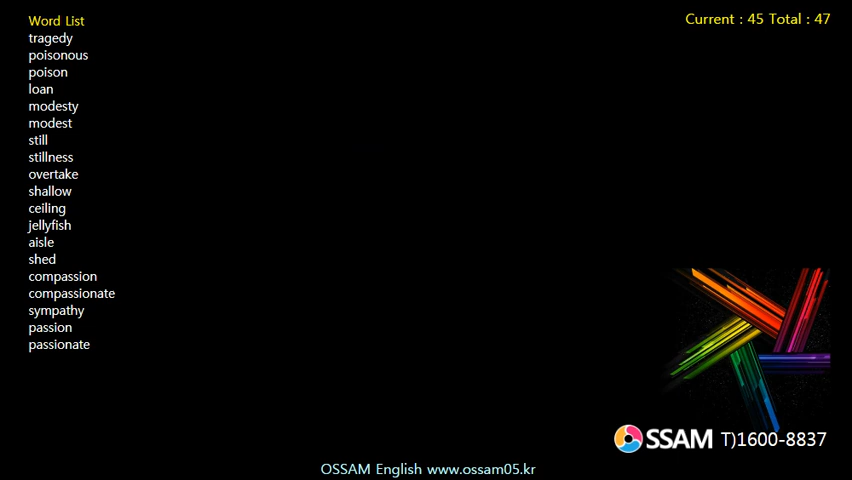 Word List
Current : 45 Total : 47
tragedy
poisonous
poison
loan
modesty
modest
still
stillness
overtake
shallow
ceiling
jellyfish
aisle
shed
compassion
compassionate
sympathy
passion
passionate
OSSAM T)1600-8837
OSSAM English www.ossam05.kr